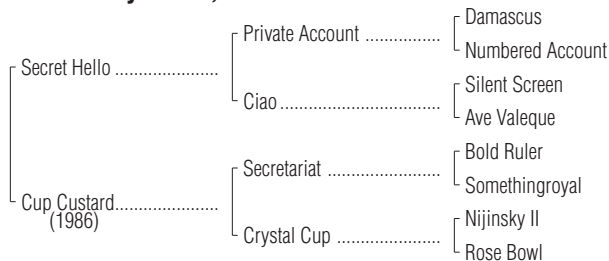 Damascus
Private Account
Numbered Account
Secret Hello
Silent Screen
Ciao
Ave Valeque
Bold Ruler
Secretariat
Somethingroyal
Cup Custard
(1986)
Nijinsky II
Crystal Cup
Rose Bowl